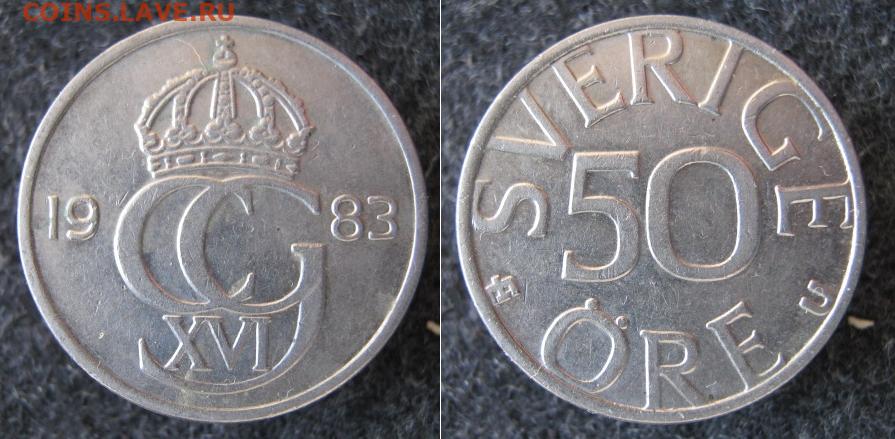 COINS.LAVE.RU
19 83
CG
XVI
SVERIGE
50
ÖRE
U